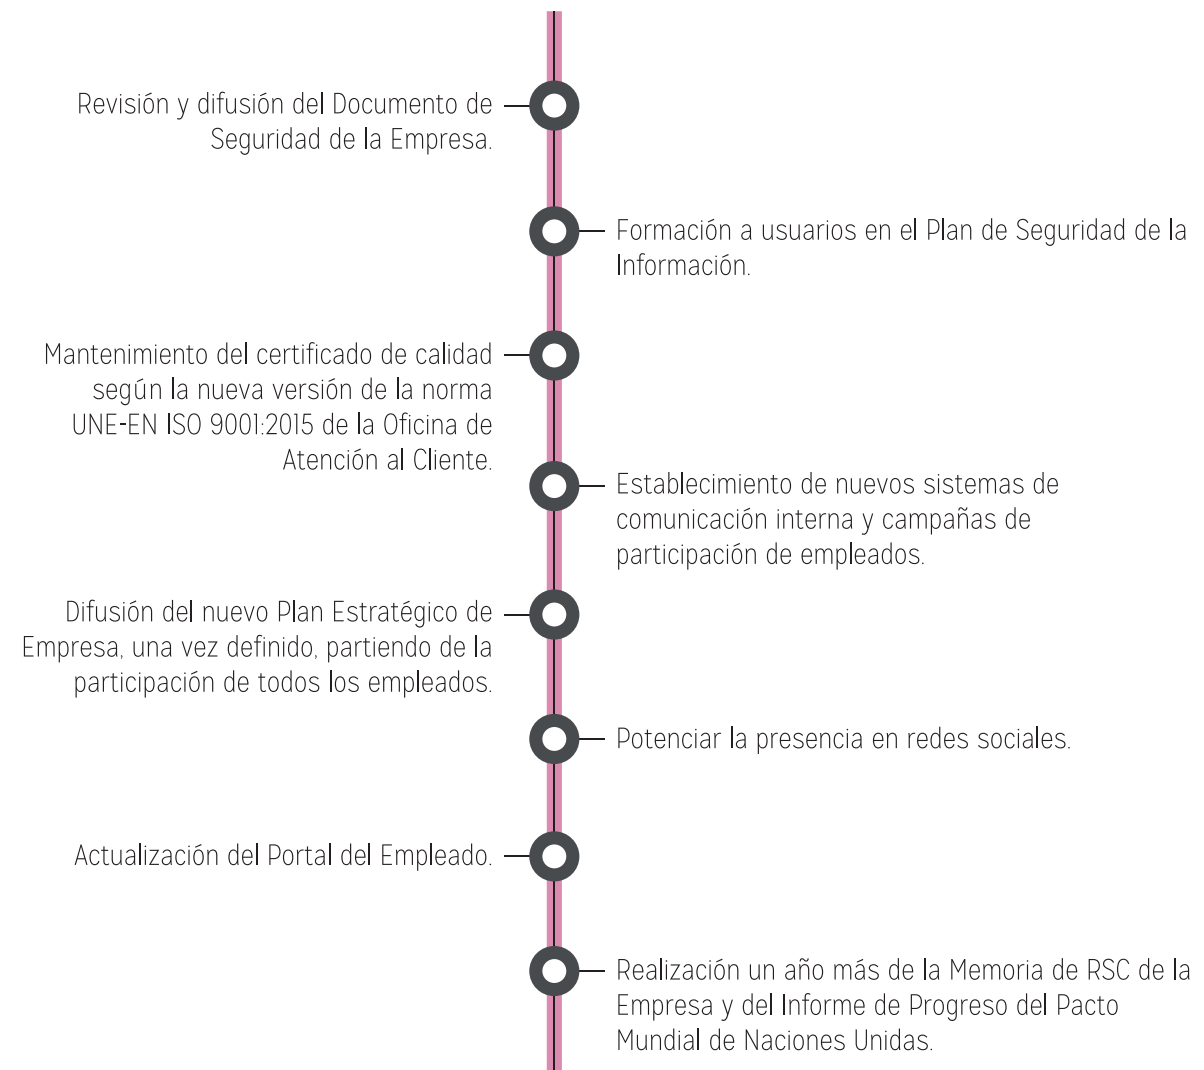 Revisión y difusión del Documento de
Seguridad de la Empresa.
Formación a usuarios en el Plan de Seguridad de la
Información.
Mantenimiento del certificado de calidad
según la nueva versión de la norma
UNE-EN ISO 9001:2015 de la Oficina de
Atención al Cliente.
Establecimiento de nuevos sistemas de
comunicación interna y campañas de
participación de empleados.
Difusión del nuevo Plan Estratégico de
Empresa, una vez definido, partiendo de la
participación de todos los empleados.
Potenciar la presencia en redes sociales.
Actualización del Portal del Empleado.
Realización un año más de la Memoria de RSC de la
Empresa y del Informe de Progreso del Pacto
Mundial de Naciones Unidas.